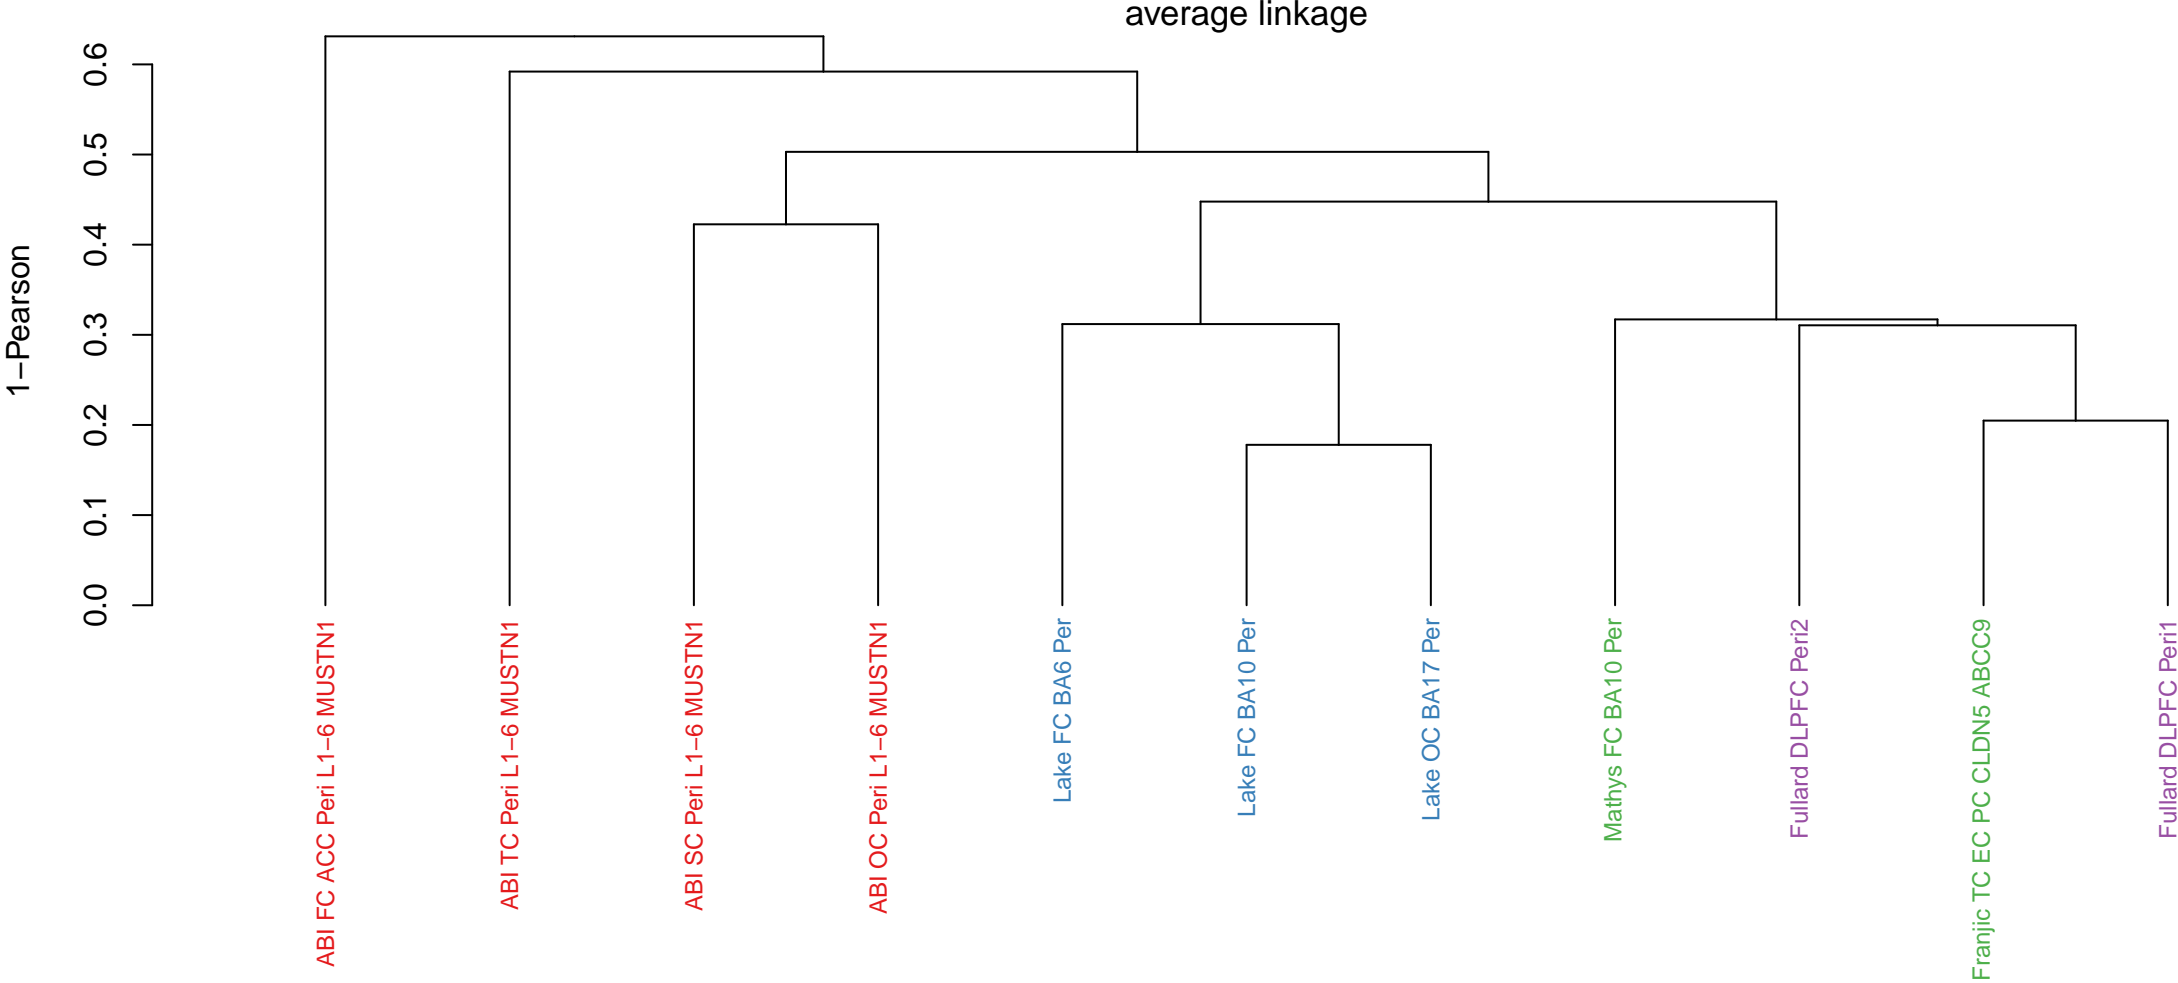 average linkage
1−Pearson
0.6
0.5
0.4
0.3
0.2
0.1
0.0
ABI FC ACC Peri L1−6 MUSTN1
ABI TC Peri L1−6 MUSTN1
ABI SC Peri L1−6 MUSTN1
ABI OC Peri L1−6 MUSTN1
Lake FC BA6 Per
Lake FC BA10 Per
Lake OC BA17 Per
Mathys FC BA10 Per
Fullard DLPFC Peri2
Franjic TC EC PC CLDN5 ABCC9
Fullard DLPFC Peri1